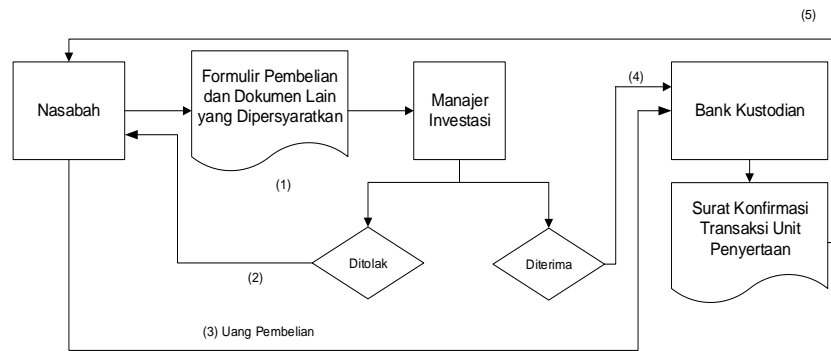 (5)
Nasabah
Formulir Pembelian
dan Dokumen Lain
yang Dipersyaratkan
Manajer
Investasi
(4)
Bank Kustodian
(1)
Surat Konfirmasi
Transaksi Unit
Penyertaan
Ditolak
Diterima
(2)
(3) Uang Pembelian